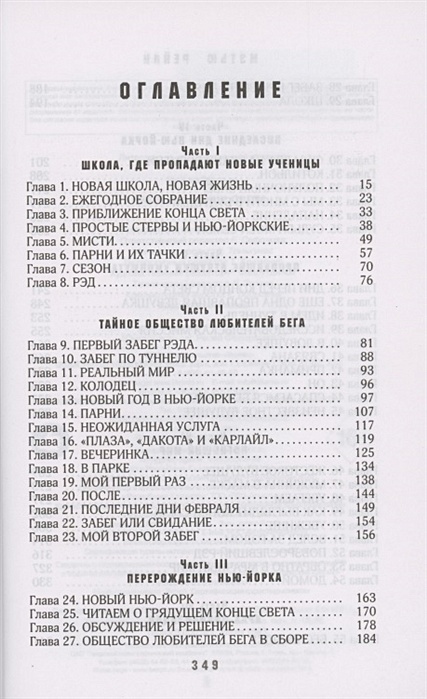 ОГЛАВЛЕНИЕ
Часть I
ШКОЛА, ГДЕ ПРОПАДАЮТ НОВЫЕ УЧЕНИЦЫ
Глава 1. НОВАЯ ШКОЛА, НОВАЯ ЖИЗНЬ 15
Глава 2. ЕЖЕГОДНОЕ СОБРАНИЕ 23
Глава 3. ПРИБЛИЖЕНИЕ КОНЦА СВЕТА 33
Глава 4. ПРОСТЫЕ СТЕРВЫ И НЬЮ-ЙОРКСКИЕ 38
Глава 5. МИСТИ. 49
Глава 6. ПАРНИ И ИХ ТАЧКИ 57
Глава 7. СЕЗОН 70
Глава 8. РЭД 76
Часть II
ТАЙНОЕ ОБЩЕСТВО ЛЮБИТЕЛЕЙ БЕГА
Глава 9. ПЕРВЫЙ ЗАБЕГ РЭДА 81
Глава 10. ЗАБЕГ ПО ТУННЕЛЮ 88
Глава 11. РЕАЛЬНЫЙ МИР 93
Глава 12. КОЛОДЕЦ 96
Глава 13. НОВЫЙ ГОД В НЬЮ-ЙОРКЕ 97
Глава 14. ПАРНИ 107
Глава 15. НЕОЖИДАННАЯ УСЛУГА 117
Глава 16. «ПЛАЗА», «ДАКОТА» И «КАРЛАЙЛ» 119
Глава 17. ВЕЧЕРИНКА 125
Глава 18. В ПАРКЕ 134
Глава 19. МОЙ ПЕРВЫЙ РАЗ 138
Глава 20. ПОСЛЕ 144
Глава 21. ПОСЛЕДНИЕ ДНИ ФЕВРАЛЯ 149
Глава 22. ЗАБЕГ ИЛИ СВИДАНИЕ 154
Глава 23. МОЙ ВТОРОЙ ЗАБЕГ 156
Часть III
ПЕРЕРОЖДЕНИЕ НЬЮ-ЙОРКА
Глава 24. НОВЫЙ НЬЮ-ЙОРК 163
Глава 25. ЧИТАЕМ О ГРЯДУЩЕМ КОНЦЕ СВЕТА 170
Глава 26. ОБСУЖДЕНИЕ И РЕШЕНИЕ 178
Глава 27. ОБЩЕСТВО ЛЮБИТЕЛЕЙ БЕГА В СБОРЕ 184
349